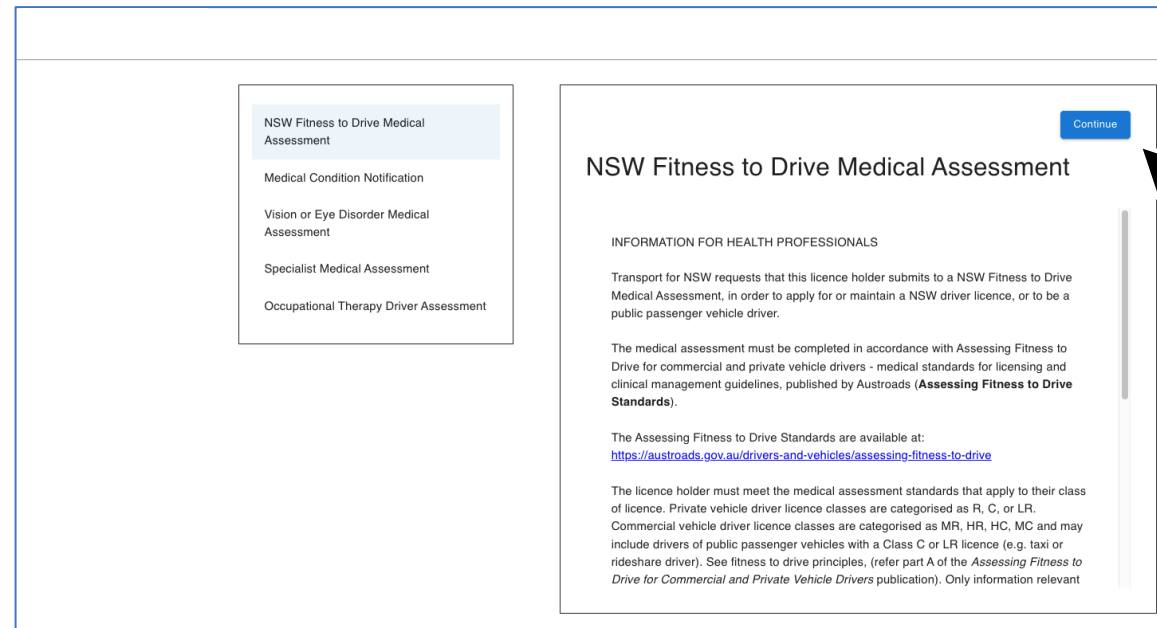 NSW Fitness to Drive Medical
Assessment
Medical Condition Notification
Vision or Eye Disorder Medical
Assessment
Specialist Medical Assessment
Occupational Therapy Driver Assessment
Continue
NSW Fitness to Drive Medical Assessment
INFORMATION FOR HEALTH PROFESSIONALS
Transport for NSW requests that this licence holder submits to a NSW Fitness to Drive
Medical Assessment, in order to apply for or maintain a NSW driver licence, or to be a
public passenger vehicle driver.
The medical assessment must be completed in accordance with Assessing Fitness to
Drive for commercial and private vehicle drivers - medical standards for licensing and
clinical management guidelines, published by Austroads (Assessing Fitness to Drive
Standards).
The Assessing Fitness to Drive Standards are available at:
https://austroads.gov.au/drivers-and-vehicles/assessing-fitness-to-drive
The licence holder must meet the medical assessment standards that apply to their class
of licence. Private vehicle driver licence classes are categorised as R, C, or LR.
Commercial vehicle driver licence classes are categorised as MR, HR, HC, MC and may
include drivers of public passenger vehicles with a Class C or LR licence (e.g. taxi or
rideshare driver). See fitness to drive principles, (refer part A of the Assessing Fitness to
Drive for Commercial and Private Vehicle Drivers publication). Only information relevant